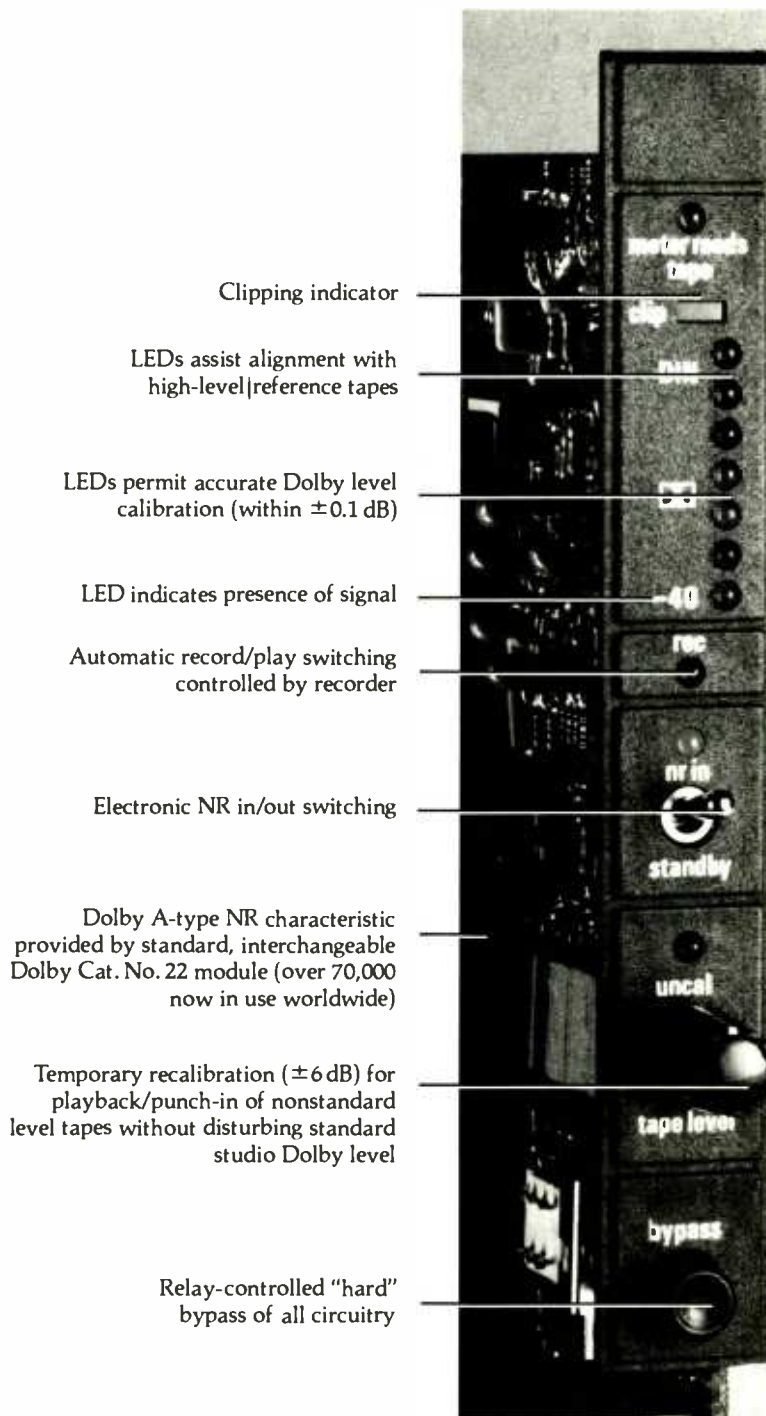 meter reads
tape
Clipping indicator
clip
LEDs assist alignment with
high-level|reference tapes
DIN
LEDs permit accurate Dolby level
calibration (within ±0.1 dB)
LED indicates presence of signal
-40
rec
Automatic record/play switching
controlled by recorder
nr in
Electronic NR in/out switching
standby
Dolby A-type NR characteristic
provided by standard, interchangeable
Dolby Cat. No. 22 module (over 70,000
now in use worldwide)
uncal
Temporary recalibration (±6 dB) for
playback/punch-in of nonstandard
level tapes without disturbing standard
studio Dolby level
tape level
bypass
Relay-controlled "hard"
bypass of all circuitry